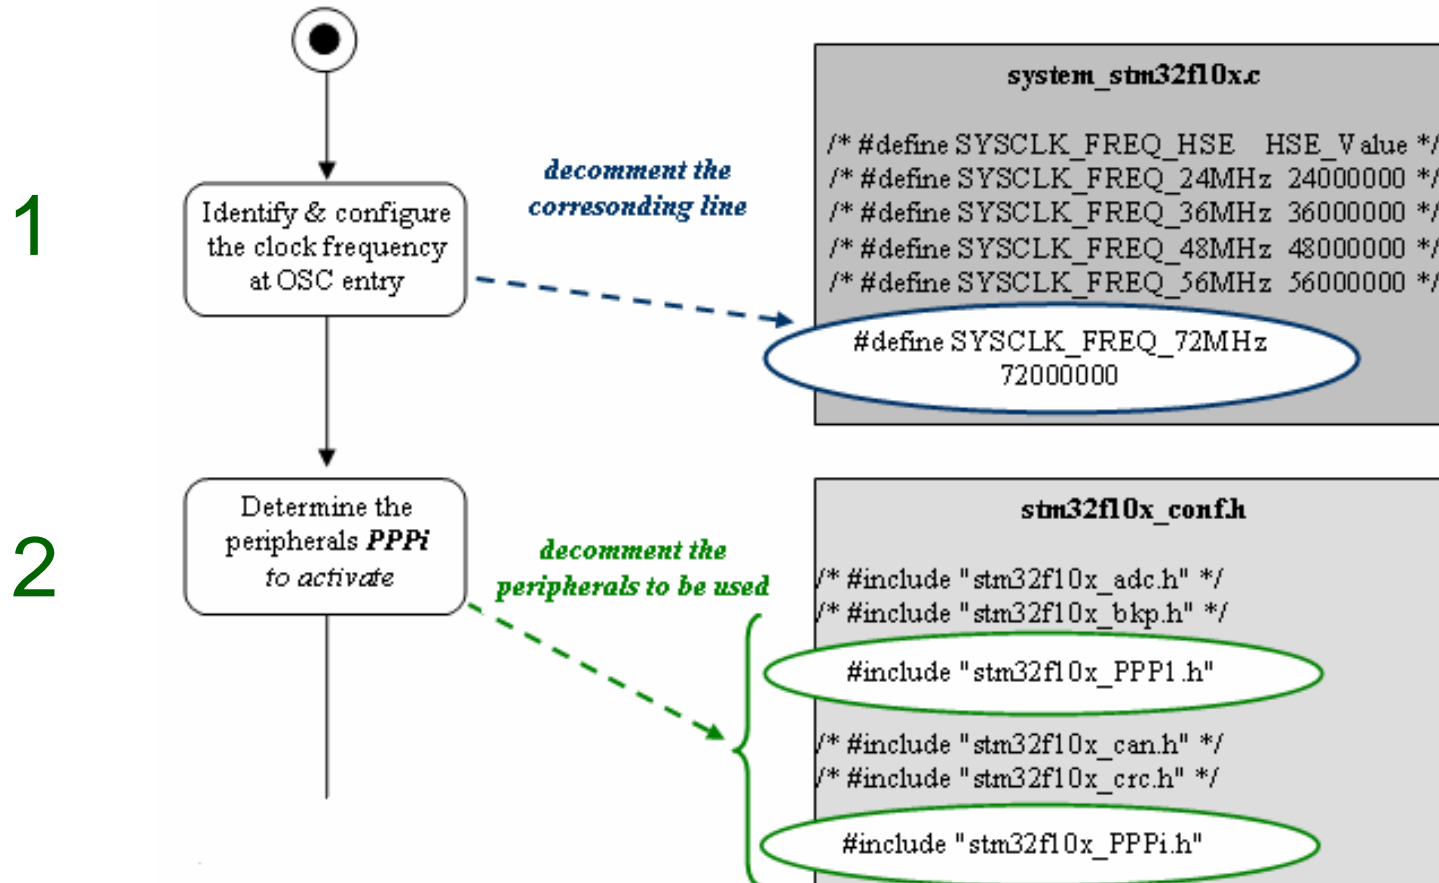 1
Identify & configure
the clock frequency
at OSC entry
decomment the
corresonding line
system_stm32f10x.c
/* #define SYSCLK_FREQ_HSE HSE_Value */
/* #define SYSCLK_FREQ_24MHz 24000000 */
/* #define SYSCLK_FREQ_36MHz 36000000 */
/* #define SYSCLK_FREQ_48MHz 48000000 */
/* #define SYSCLK_FREQ_56MHz 56000000 */
#define SYSCLK_FREQ_72MHz
72000000
2
Determine the
peripherals PPPi
to activate
decomment the
peripherals to be used
stm32f10x_conf.h
/* #include "stm32f10x_adc.h" */
/* #include "stm32f10x_bkp.h" */
#include "stm32f10x_PPP1.h"
/* #include "stm32f10x_can.h" */
/* #include "stm32f10x_crc.h" */
#include "stm32f10x_PPPi.h"